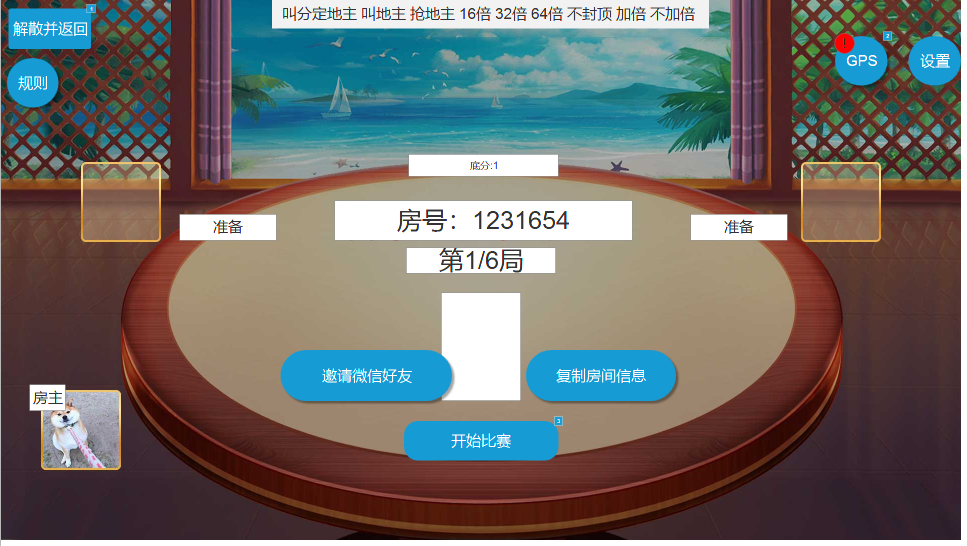 叫分定地主 叫地主 抢地主 16倍 32倍 64倍 不封顶 加倍 不加倍
解散并返回
1
规则
!
GPS
2
设置
底分:1
准备
房号：1231654
准备
第1/6局
邀请微信好友
复制房间信息
房主
开始比赛
3